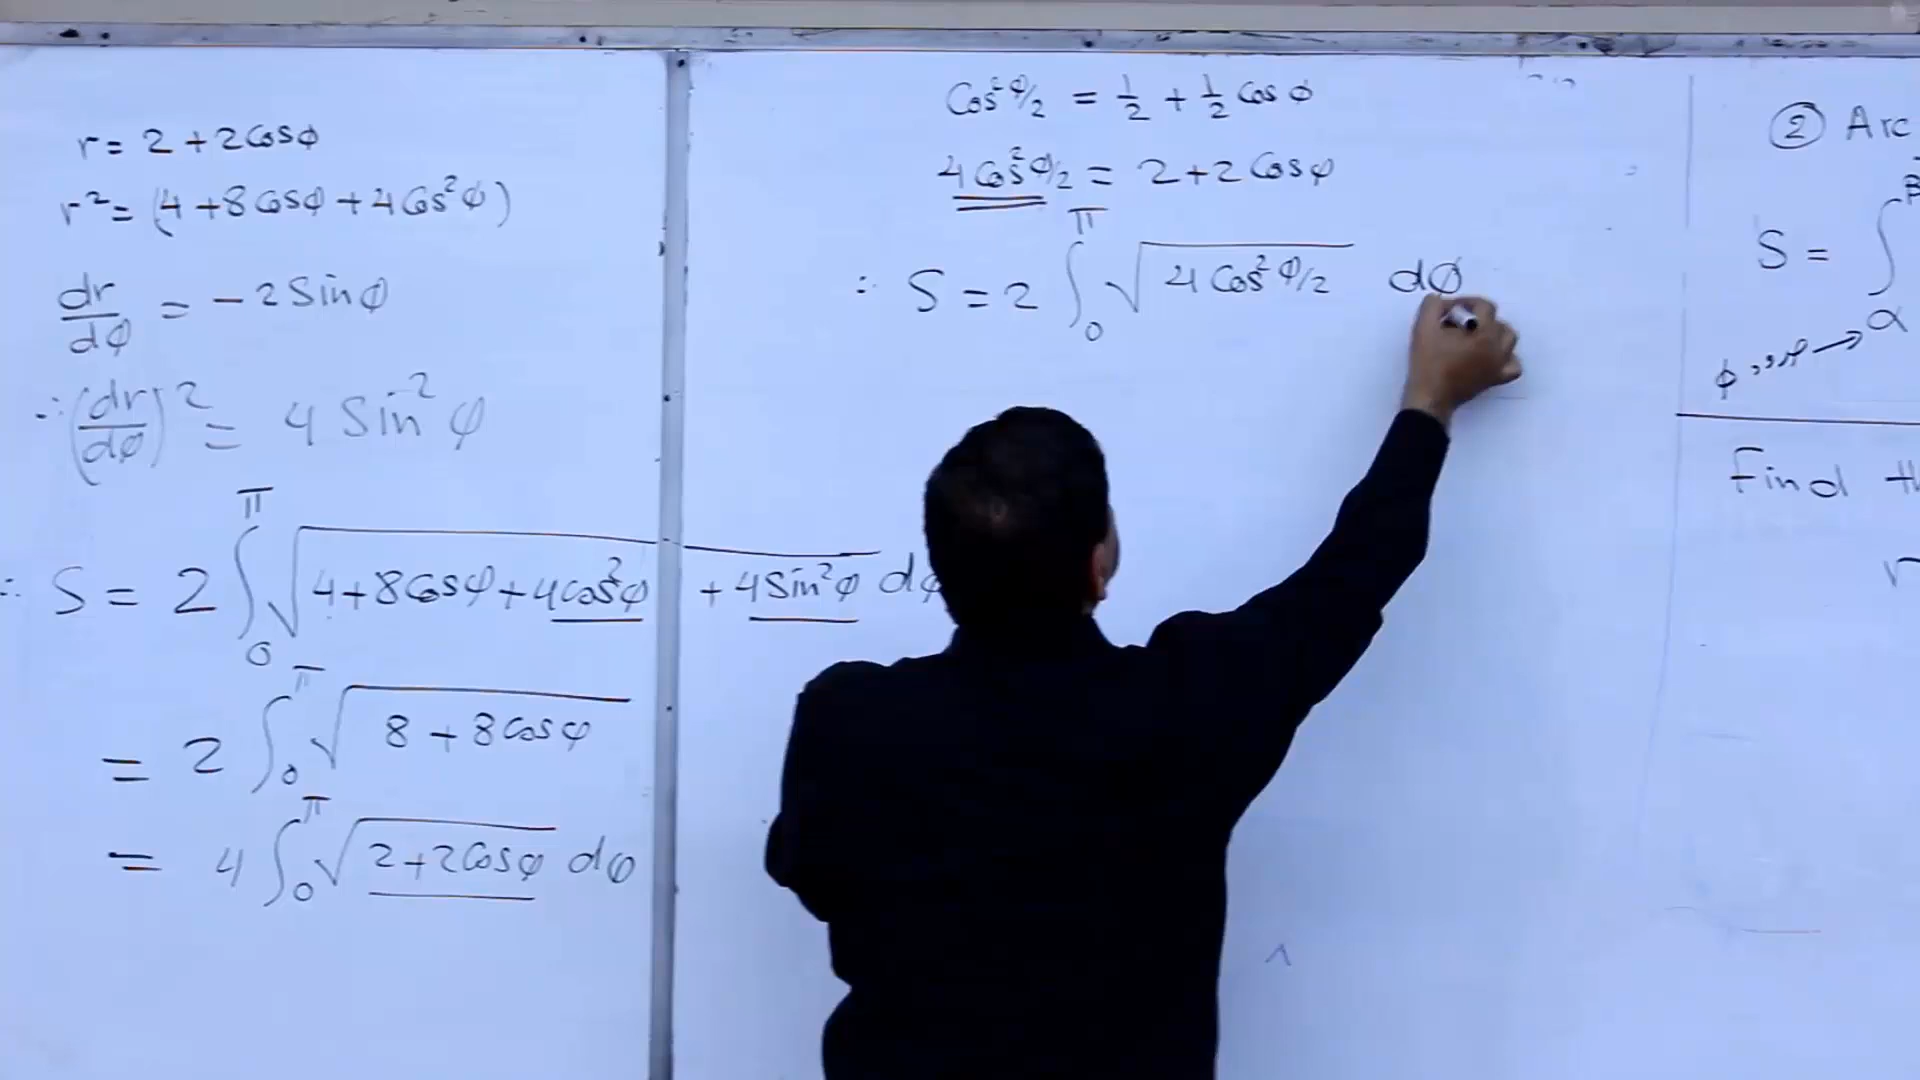 r = 2 + 2Cosφ
r² = (4 + 8Cosφ + 4Cos²φ)
dr/dφ = -2Sinφ
∴ (dr/dφ)² = 4Sin²φ
∴ S = 2∫₀^π √(4+8Cosφ+4Cos²φ + 4Sin²φ) dφ
= 2∫₀^π √(8+8Cosφ)
= 4∫₀^π √(2+2Cosφ) dφ
Cos²φ/2 = 1/2 + 1/2 Cosφ
4Cos²φ/2 = 2+2Cosφ
∴ S = 2∫₀^π √(4Cos²φ/2) dφ
② Arc
S = ∫_α^β
φ
Find th
r